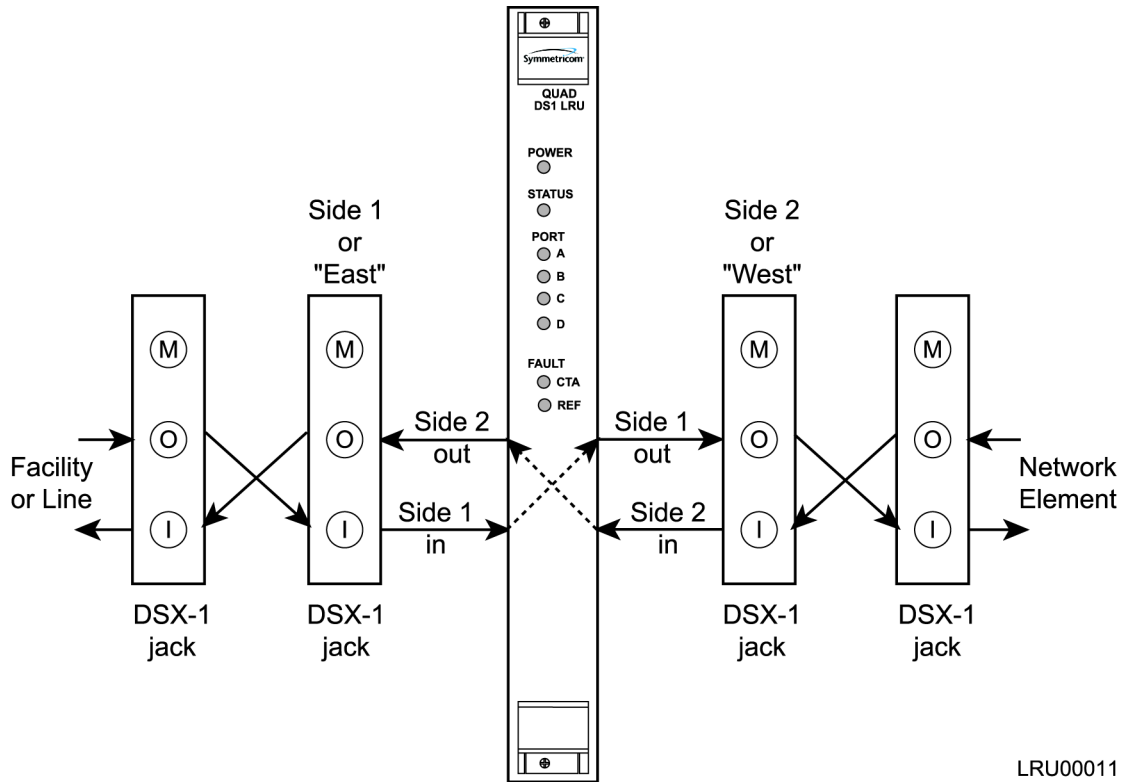 Symmetricom
QUAD
DS1 LRU
POWER
STATUS
PORT
A
B
C
D
FAULT
CTA
REF
Side 1
or
"East"
Side 2
or
"West"
M
O
I
M
O
I
M
O
I
M
O
I
Facility
or Line
Side 2
out
Side 1
in
Side 1
out
Side 2
in
Network
Element
DSX-1
jack
DSX-1
jack
DSX-1
jack
DSX-1
jack
LRU00011